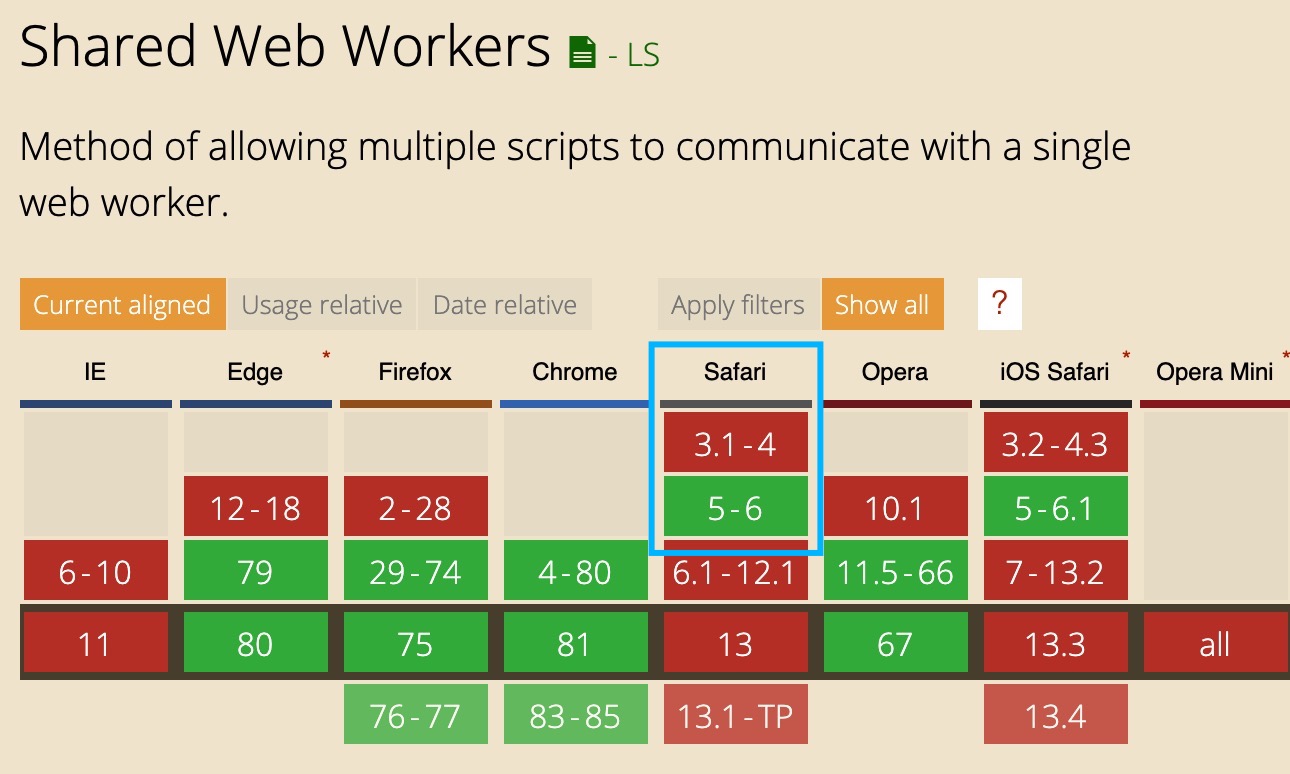 Shared Web Workers - LS
Method of allowing multiple scripts to communicate with a single
web worker.
Current aligned Usage relative Date relative Apply filters Show all ?
IE Edge * Firefox Chrome Safari Opera iOS Safari * Opera Mini *
3.1-4 3.2-4.3
12-18 2-28 5-6 10.1 5-6.1
6-10 79 29-74 4-80 6.1-12.1 11.5-66 7-13.2
11 80 75 81 13 67 13.3 all
76-77 83-85 13.1-TP 13.4